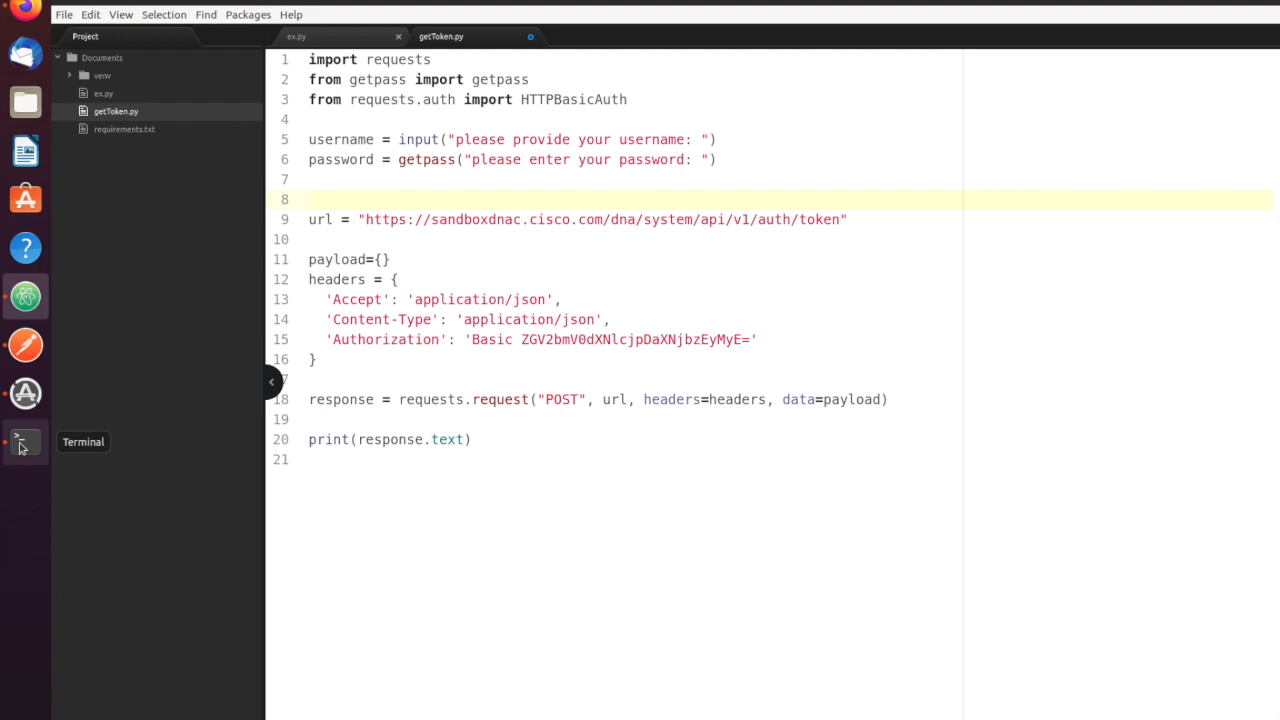 File Edit View Selection Find Packages Help
Project
ex.py
getToken.py
Documents
venv
ex.py
getToken.py
requirements.txt
1 import requests
2 from getpass import getpass
3 from requests.auth import HTTPBasicAuth
4
5 username = input("please provide your username: ")
6 password = getpass("please enter your password: ")
7
8
9 url = "https://sandboxdnac.cisco.com/dna/system/api/v1/auth/token"
10
11 payload={}
12 headers = {
13 'Accept': 'application/json',
14 'Content-Type': 'application/json',
15 'Authorization': 'Basic ZGV2bmV0dXNlcjpDaXNjbzEyMyE='
16 }
7
18 response = requests.request("POST", url, headers=headers, data=payload)
19
20 print(response.text)
21
Terminal